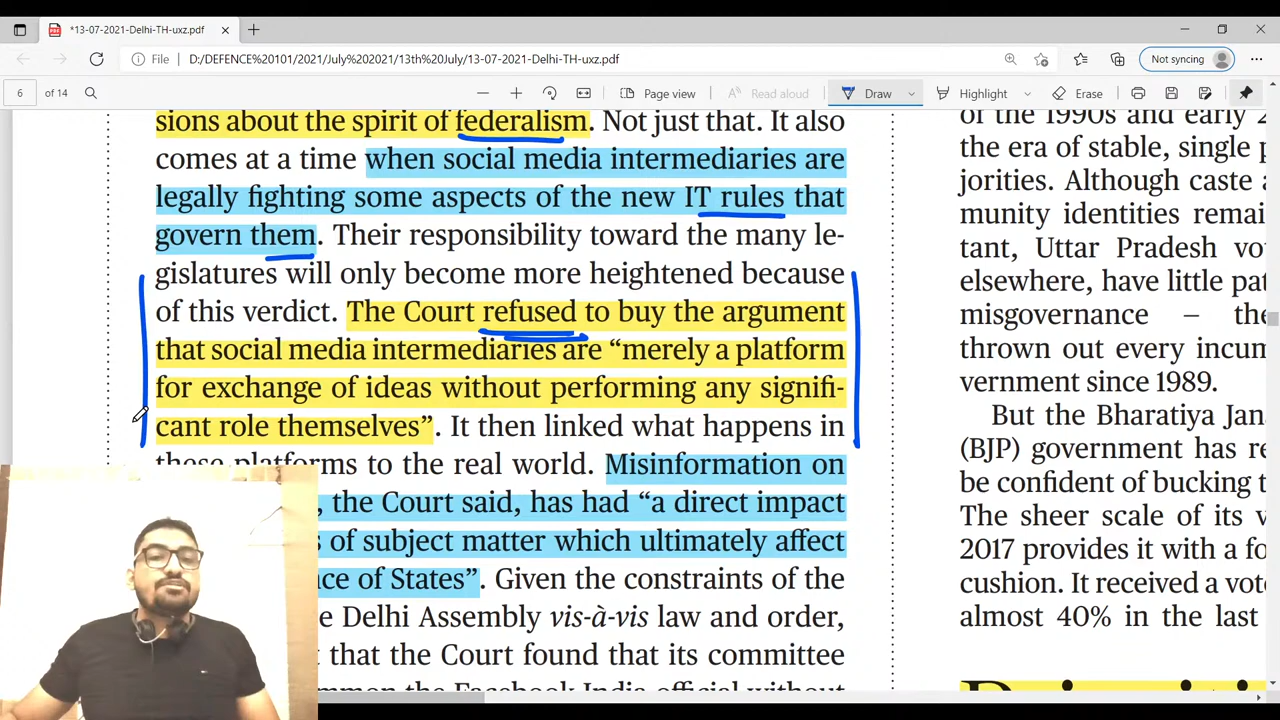 *13-07-2021-Delhi-TH-uxz.pdf
File D:/DEFENCE%20101/2021/July%202021/13th%20July/13-07-2021-Delhi-TH-uxz.pdf
Not syncing
6 of 14
Page view
Read aloud
Draw
Highlight
Erase
sions about the spirit of federalism. Not just that. It also
comes at a time when social media intermediaries are
legally fighting some aspects of the new IT rules that
govern them. Their responsibility toward the many le-
gislatures will only become more heightened because
of this verdict. The Court refused to buy the argument
that social media intermediaries are “merely a platform
for exchange of ideas without performing any signifi-
cant role themselves”. It then linked what happens in
these platforms to the real world. Misinformation on
, the Court said, has had “a direct impact
s of subject matter which ultimately affect
nce of States”. Given the constraints of the
e Delhi Assembly vis-à-vis law and order,
t that the Court found that its committee
mmon the Facebook India official without
of the 1990s and early 2
the era of stable, single p
jorities. Although caste a
munity identities remai
tant, Uttar Pradesh vo
elsewhere, have little pat
misgovernance – the
thrown out every incum
vernment since 1989.
But the Bharatiya Jan
(BJP) government has re
be confident of bucking t
The sheer scale of its v
2017 provides it with a fo
cushion. It received a vote
almost 40% in the last